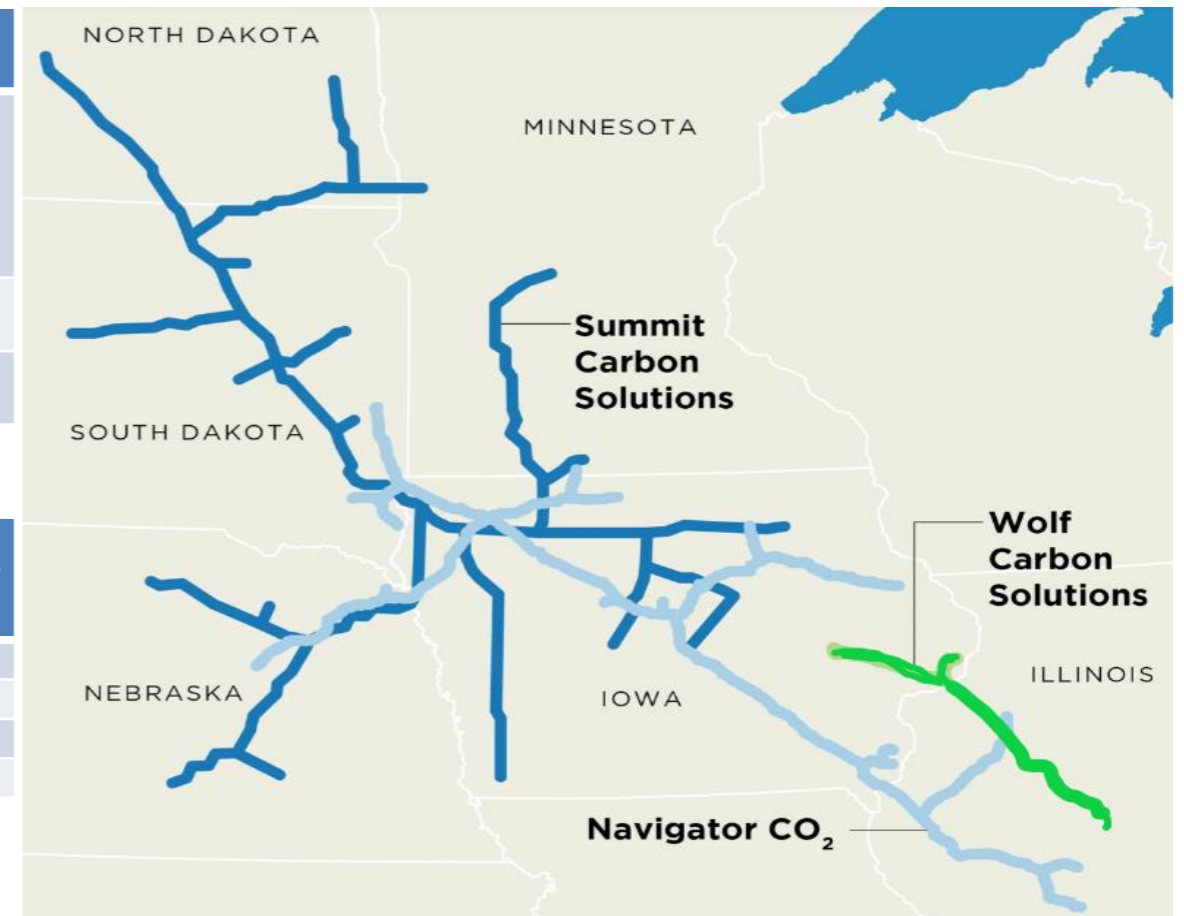 NORTH DAKOTA
MINNESOTA
Summit
Carbon
Solutions
SOUTH DAKOTA
Wolf
Carbon
Solutions
ILLINOIS
NEBRASKA
IOWA
Navigator CO₂